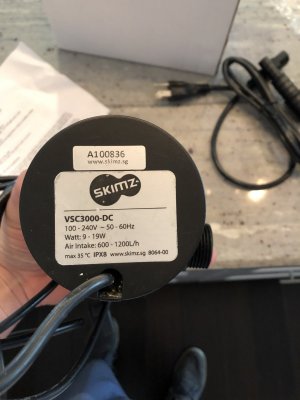 A100836
www.skimz.sg
SKIMZ
VSC3000-DC
100 - 240V ~ 50 - 60Hz
Watt: 9 - 19W
Air Intake: 600 - 1200L/h
max 35 °C IPX8 www.skimz.sg 8064-00